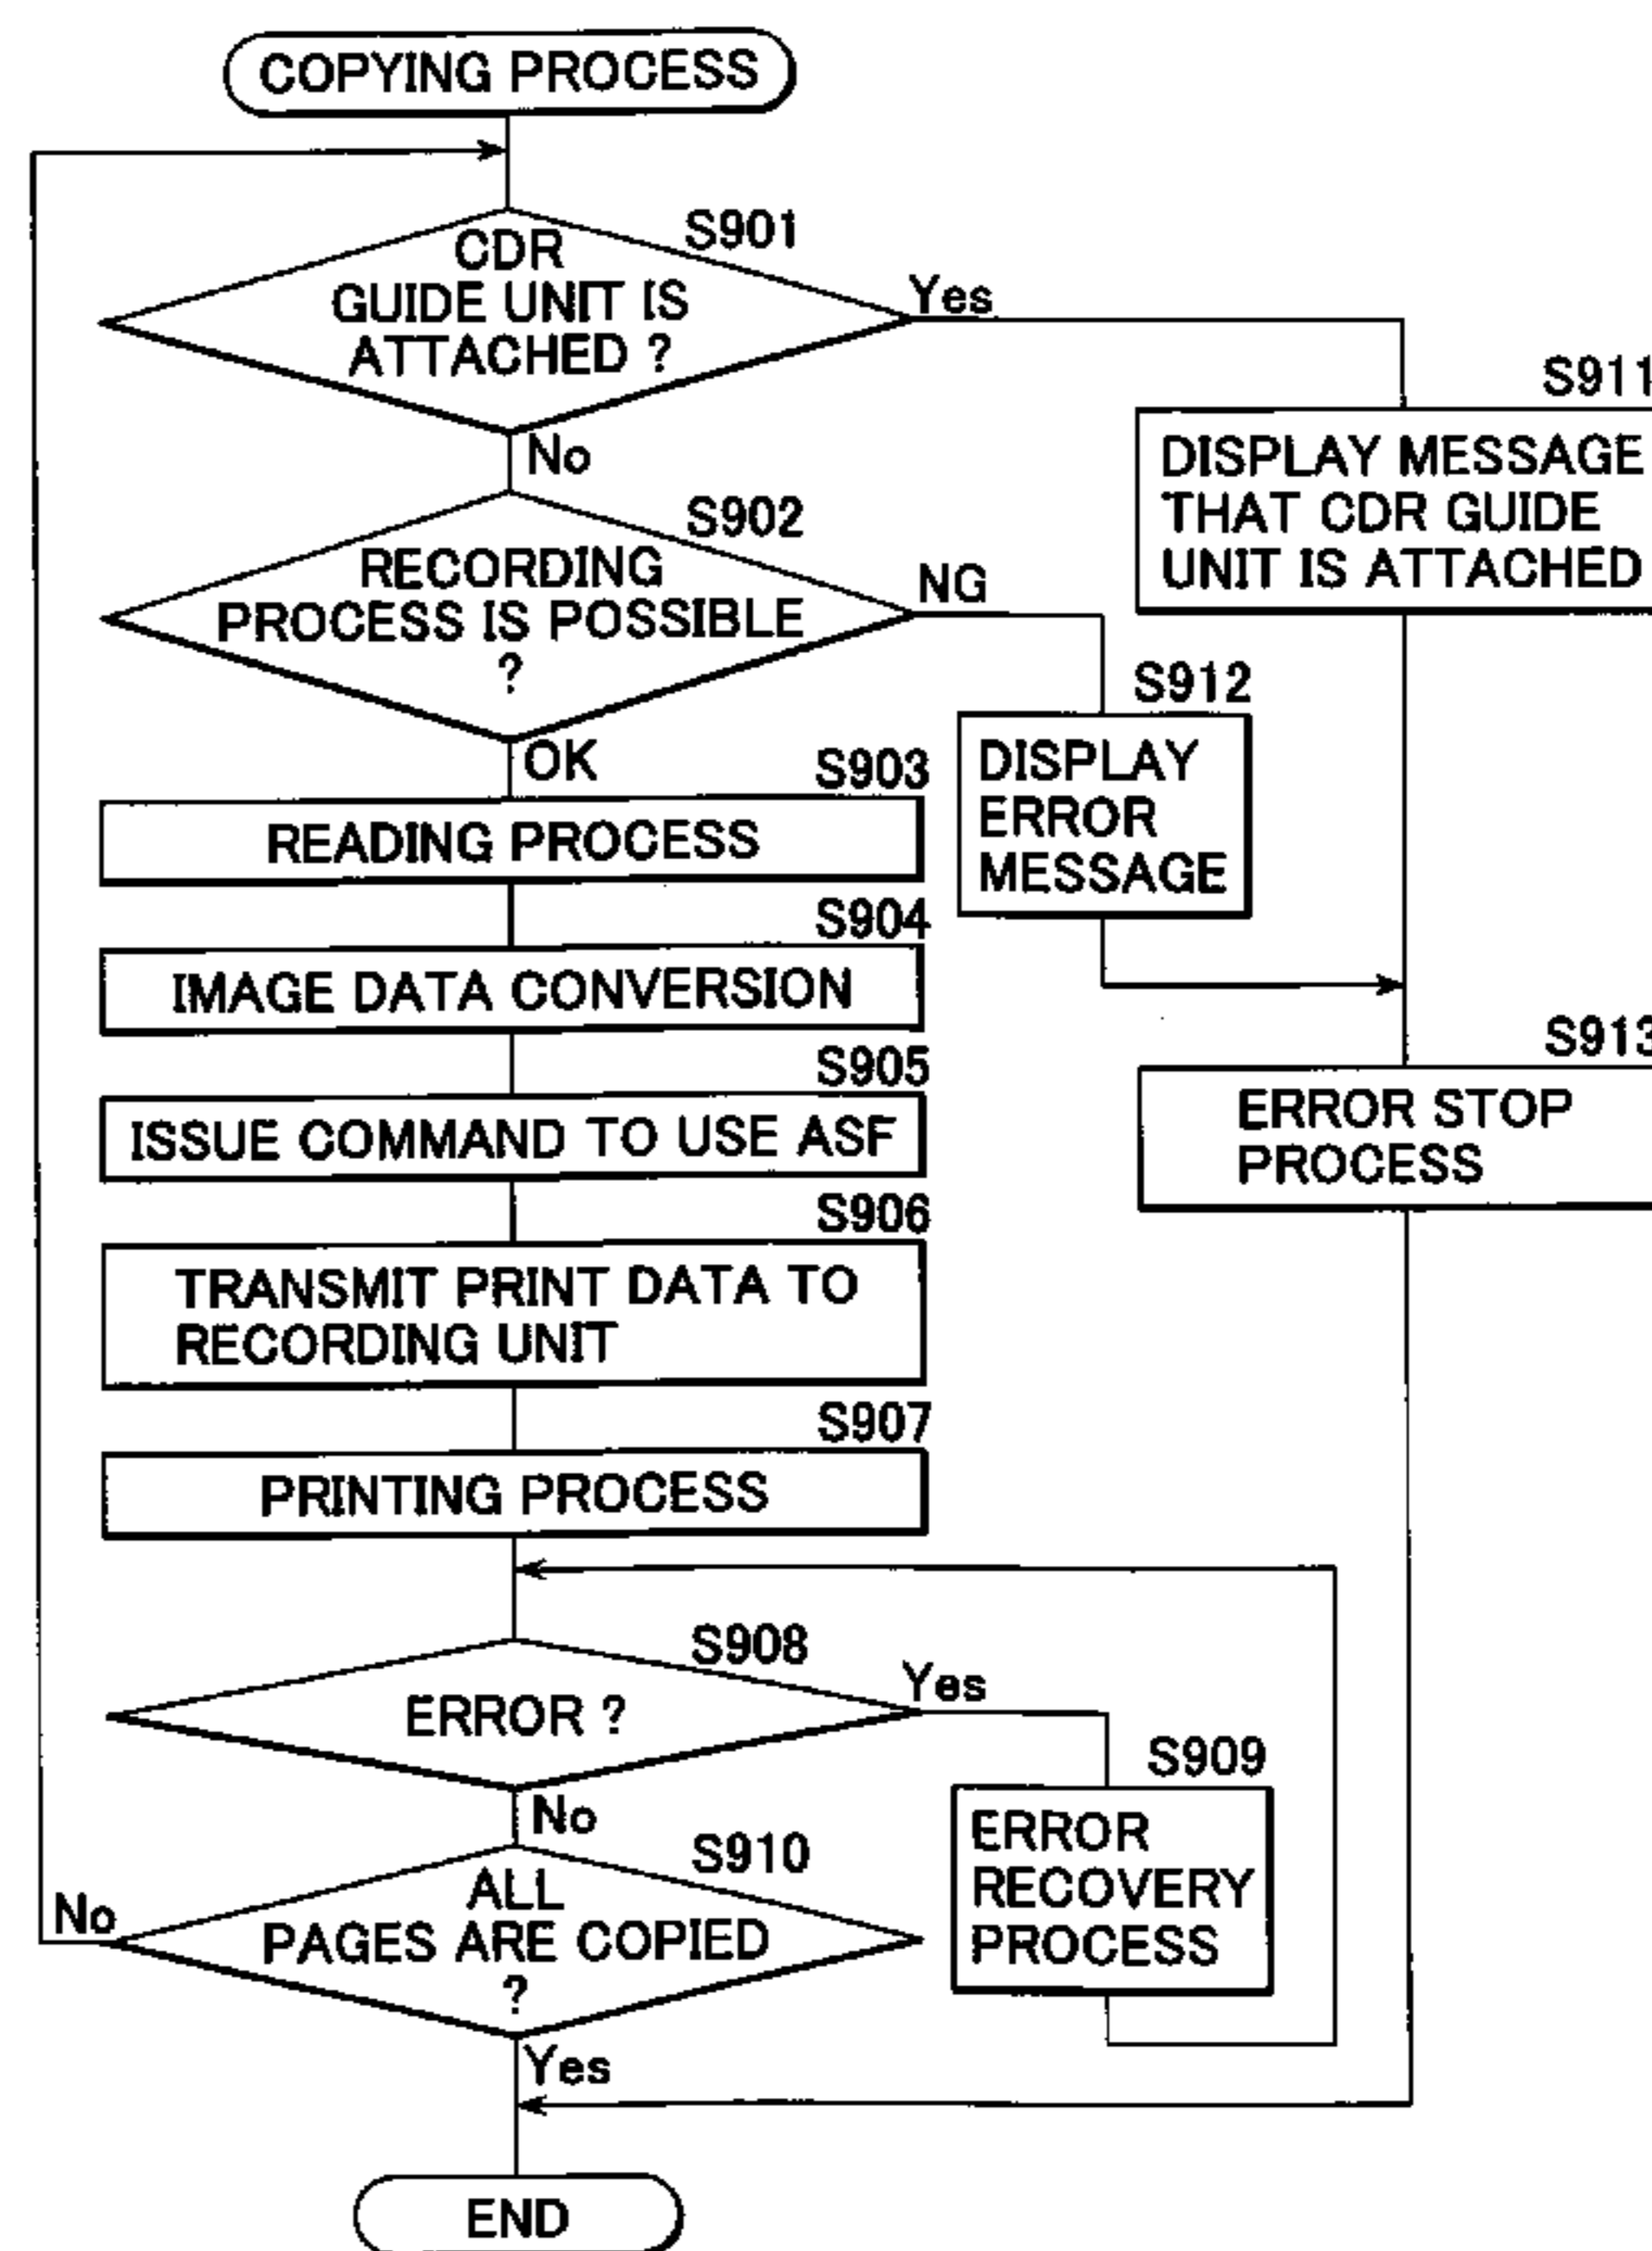 COPYING PROCESS
S901
CDR
GUIDE UNIT IS
ATTACHED ?
Yes
No
S911
DISPLAY MESSAGE
THAT CDR GUIDE
UNIT IS ATTACHED
S902
RECORDING
PROCESS IS POSSIBLE
?
NG
OK
S912
DISPLAY
ERROR
MESSAGE
S903
READING PROCESS
S904
IMAGE DATA CONVERSION
S913
ERROR STOP
PROCESS
S905
ISSUE COMMAND TO USE ASF
S906
TRANSMIT PRINT DATA TO
RECORDING UNIT
S907
PRINTING PROCESS
S908
ERROR ?
Yes
No
S909
ERROR
RECOVERY
PROCESS
S910
ALL
PAGES ARE COPIED
?
No
Yes
END